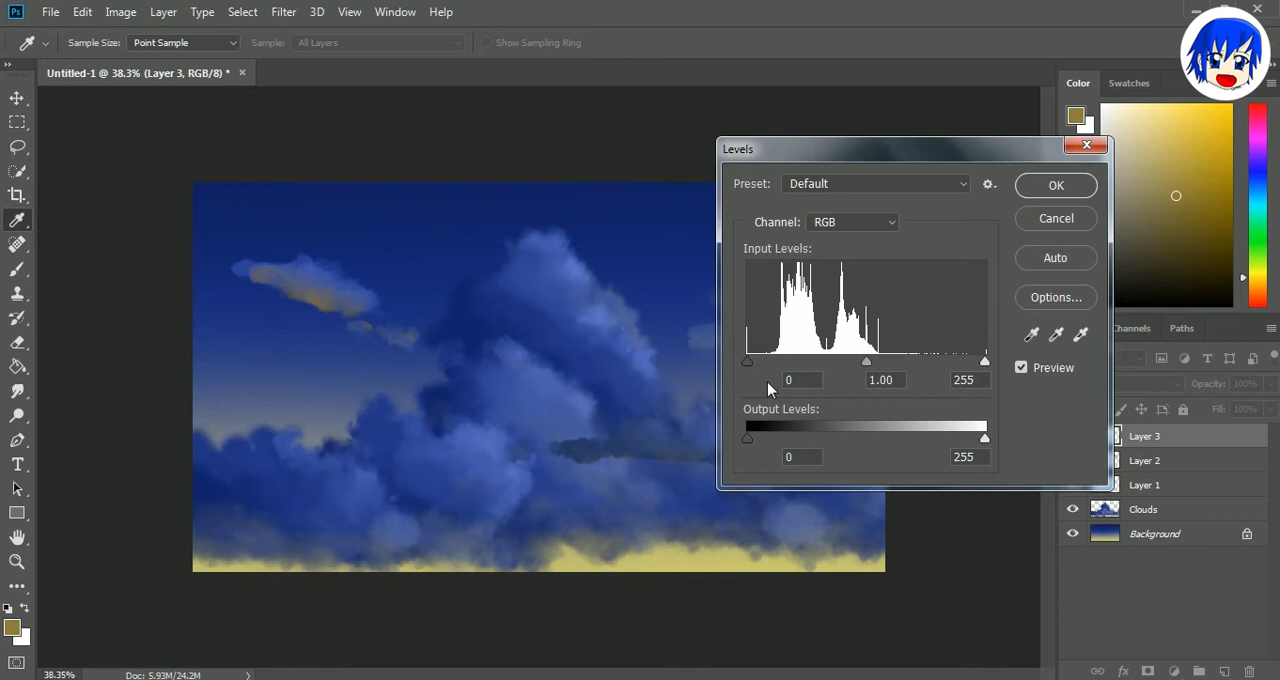 Ps File Edit Image Layer Type Select Filter 3D View Window Help
Sample Size: Point Sample Sample: All Layers Show Sampling Ring
Untitled-1 @ 38.3% (Layer 3, RGB/8) *
Color Swatches
Levels
Preset: Default OK
Channel: RGB Cancel
Input Levels:
Auto
Options...
Channels Paths
Preview
0 1.00 255
Opacity: 100%
Output Levels:
Fill: 100%
Layer 3
0 255
Layer 2
Layer 1
Clouds
Background
38.35% Doc: 5.93M/24.2M